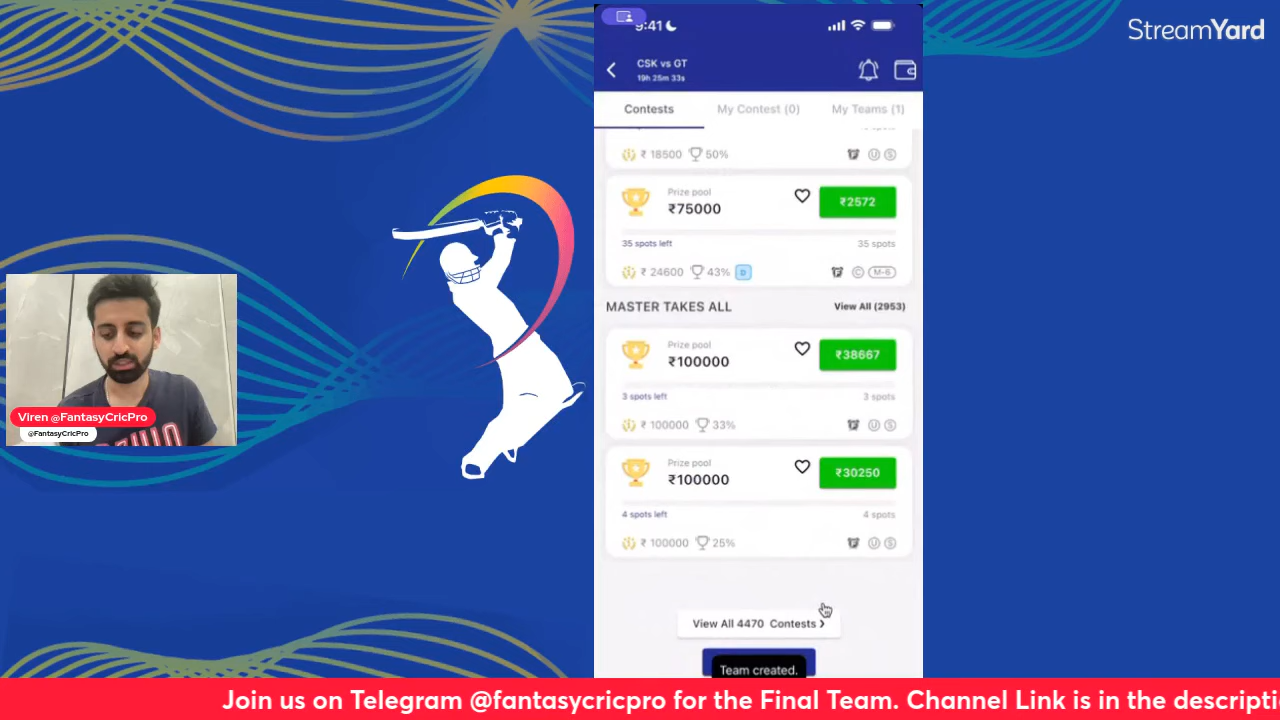 StreamYard
9:41
CSK vs GT
19h 25m 33s
Contests
My Contest (0)
My Teams (1)
₹ 18500
50%
Prize pool
₹75000
₹2572
35 spots left
35 spots
₹ 24600
43%
D
C
M-6
MASTER TAKES ALL
View All (2953)
Prize pool
₹100000
₹38667
3 spots left
3 spots
₹ 100000
33%
U
S
Prize pool
₹100000
₹30250
4 spots left
4 spots
₹ 100000
25%
U
S
View All 4470 Contests
Team created.
Viren @FantasyCricPro
@FantasyCricPro
Join us on Telegram @fantasycricpro for the Final Team. Channel Link is in the descripti